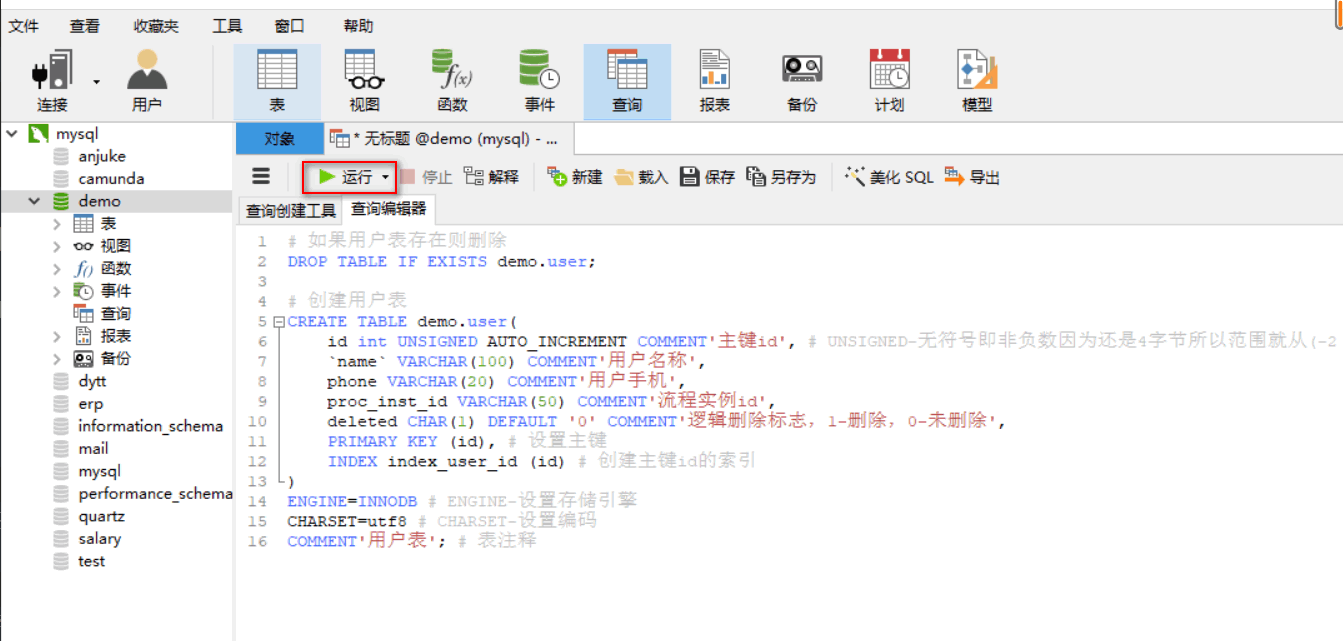 文件 查看 收藏夹 工具 窗口 帮助
连接 用户 表 视图 函数 事件 查询 报表 备份 计划 模型
mysql
anjuke
camunda
demo
表
视图
函数
事件
查询
报表
备份
dytt
erp
information_schema
mail
mysql
performance_schema
quartz
salary
test
对象 * 无标题 @demo (mysql) - ...
运行 停止 解释 新建 载入 保存 另存为 美化 SQL 导出
查询创建工具 查询编辑器
1 # 如果用户表存在则删除
2 DROP TABLE IF EXISTS demo.user;
3
4 # 创建用户表
5 CREATE TABLE demo.user(
6 id int UNSIGNED AUTO_INCREMENT COMMENT'主键id', # UNSIGNED-无符号即非负数因为还是4字节所以范围就从(-2
7 `name` VARCHAR(100) COMMENT'用户名称',
8 phone VARCHAR(20) COMMENT'用户手机',
9 proc_inst_id VARCHAR(50) COMMENT'流程实例id',
10 deleted CHAR(1) DEFAULT '0' COMMENT'逻辑删除标志，1-删除，0-未删除',
11 PRIMARY KEY (id), # 设置主键
12 INDEX index_user_id (id) # 创建主键id的索引
13 )
14 ENGINE=INNODB # ENGINE-设置存储引擎
15 CHARSET=utf8 # CHARSET-设置编码
16 COMMENT'用户表'; # 表注释